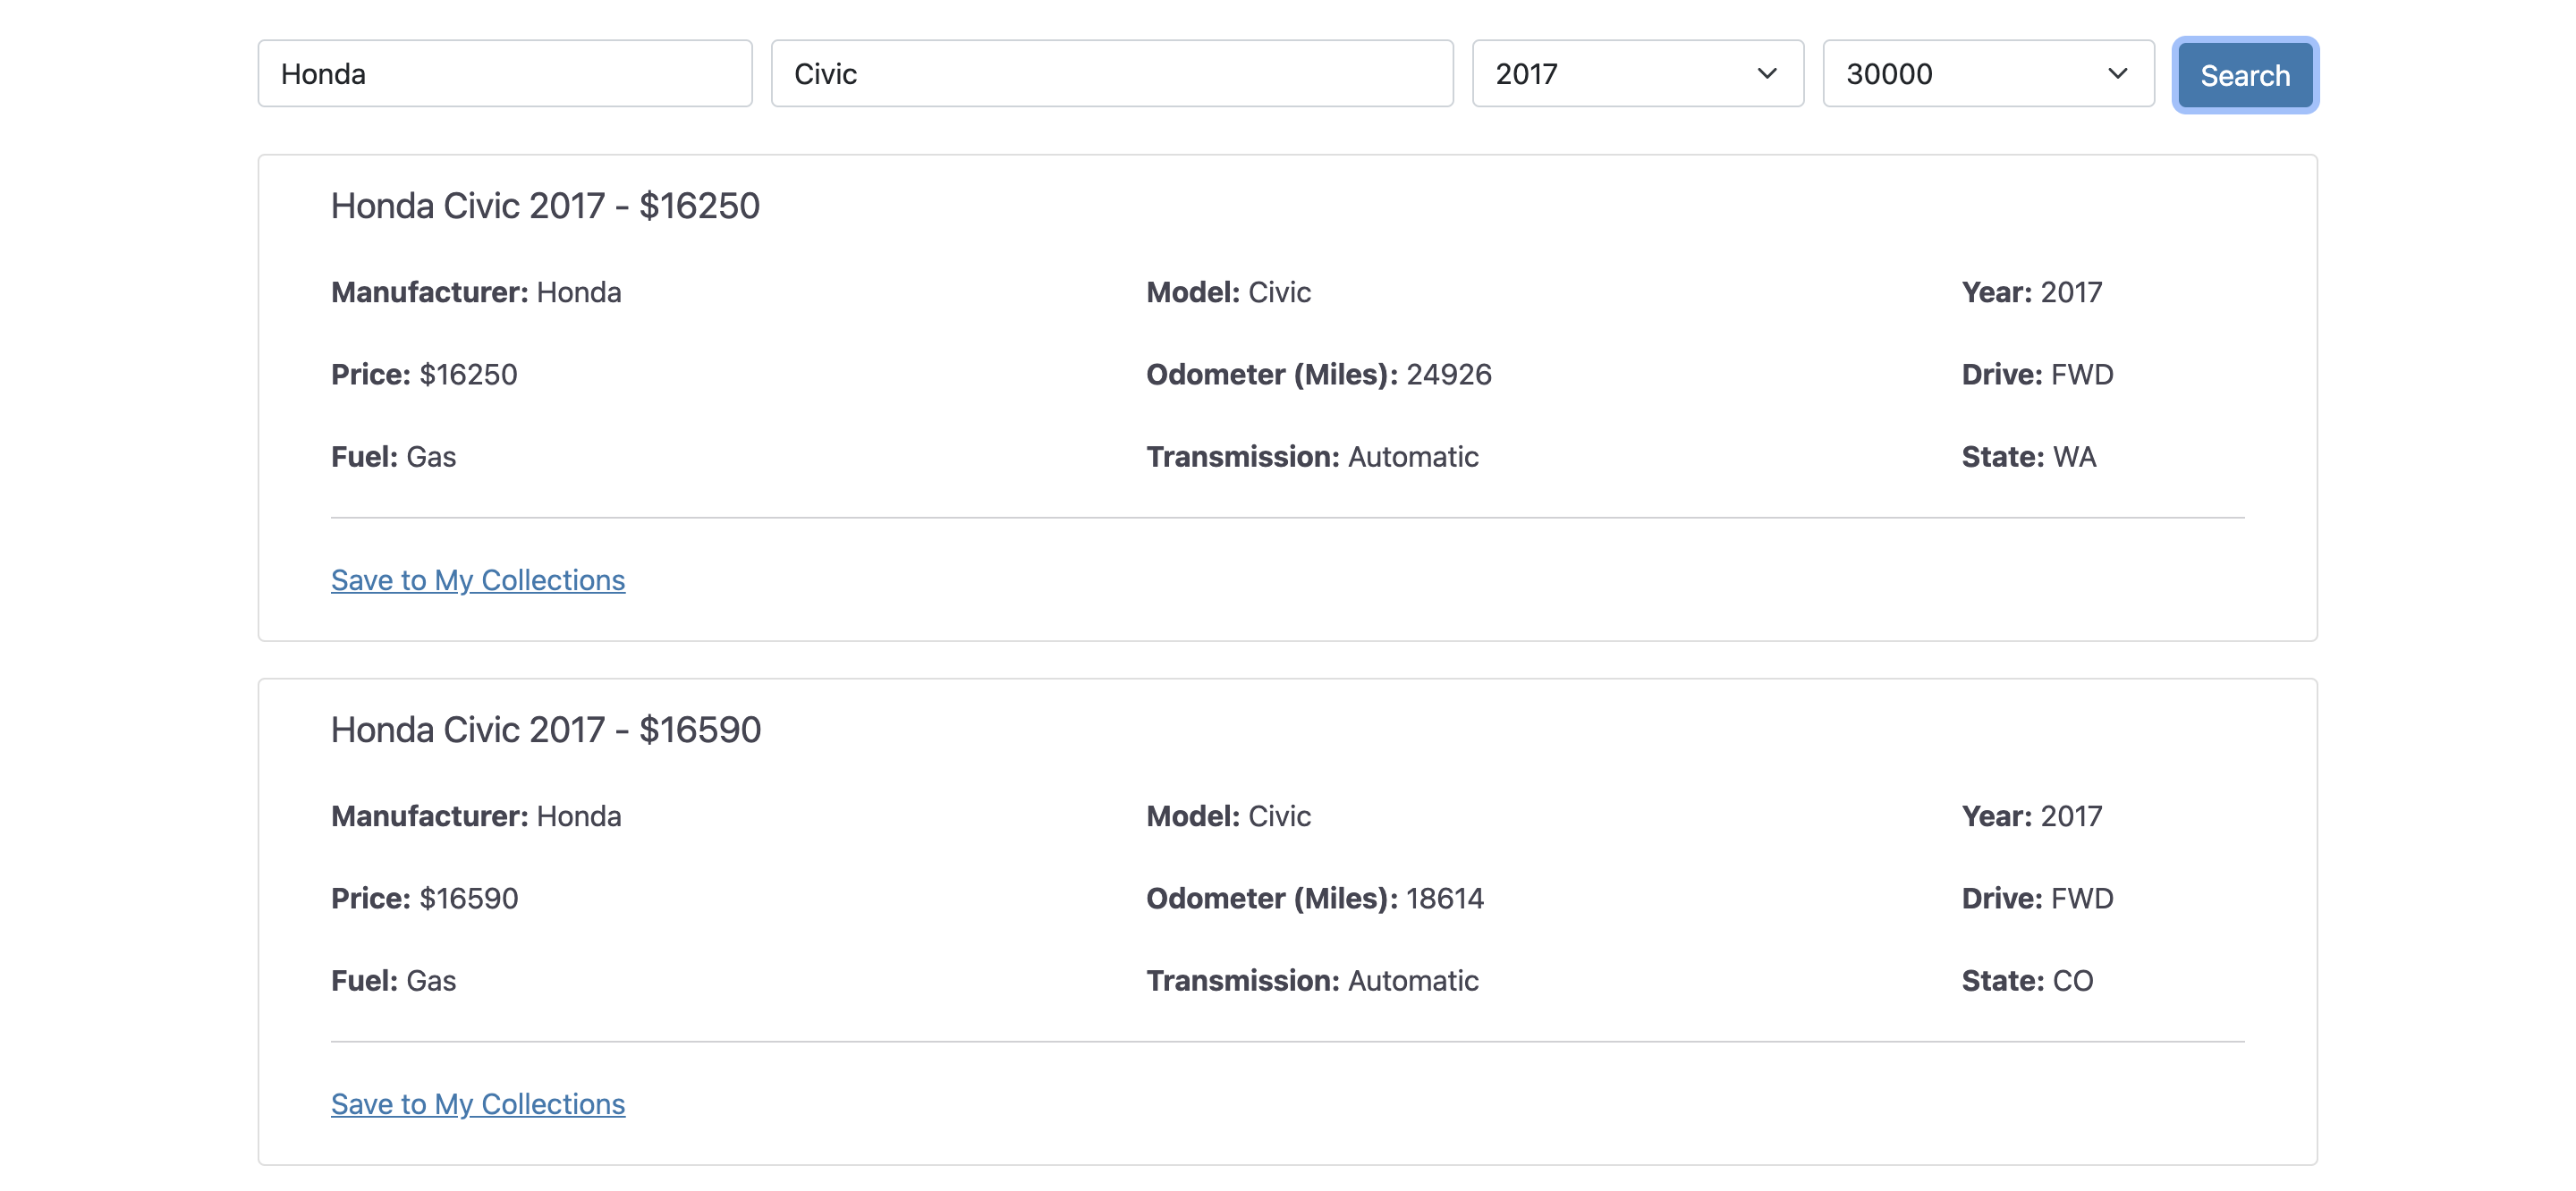 Honda Civic 2017 30000 Search
Honda Civic 2017 - $16250
Manufacturer: Honda Model: Civic Year: 2017
Price: $16250 Odometer (Miles): 24926 Drive: FWD
Fuel: Gas Transmission: Automatic State: WA
Save to My Collections
Honda Civic 2017 - $16590
Manufacturer: Honda Model: Civic Year: 2017
Price: $16590 Odometer (Miles): 18614 Drive: FWD
Fuel: Gas Transmission: Automatic State: CO
Save to My Collections